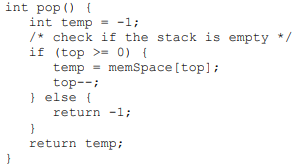 int pop() {
int temp = -1;
/* check if the stack is empty */
if (top >= 0) {
temp = memSpace[top];
top--;
} else {
return -1;
}
return temp;
}